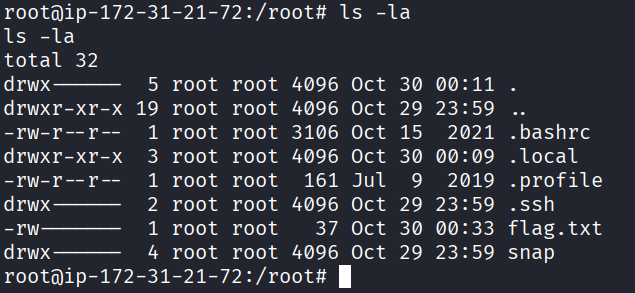 root@ip-172-31-21-72:/root# ls -la
ls -la
total 32
drwx------  5 root root 4096 Oct 30 00:11 .
drwxr-xr-x 19 root root 4096 Oct 29 23:59 ..
-rw-r--r--  1 root root 3106 Oct 15  2021 .bashrc
drwxr-xr-x  3 root root 4096 Oct 30 00:09 .local
-rw-r--r--  1 root root  161 Jul  9  2019 .profile
drwx------  2 root root 4096 Oct 29 23:59 .ssh
-rw-------  1 root root   37 Oct 30 00:33 flag.txt
drwx------  4 root root 4096 Oct 29 23:59 snap
root@ip-172-31-21-72:/root#